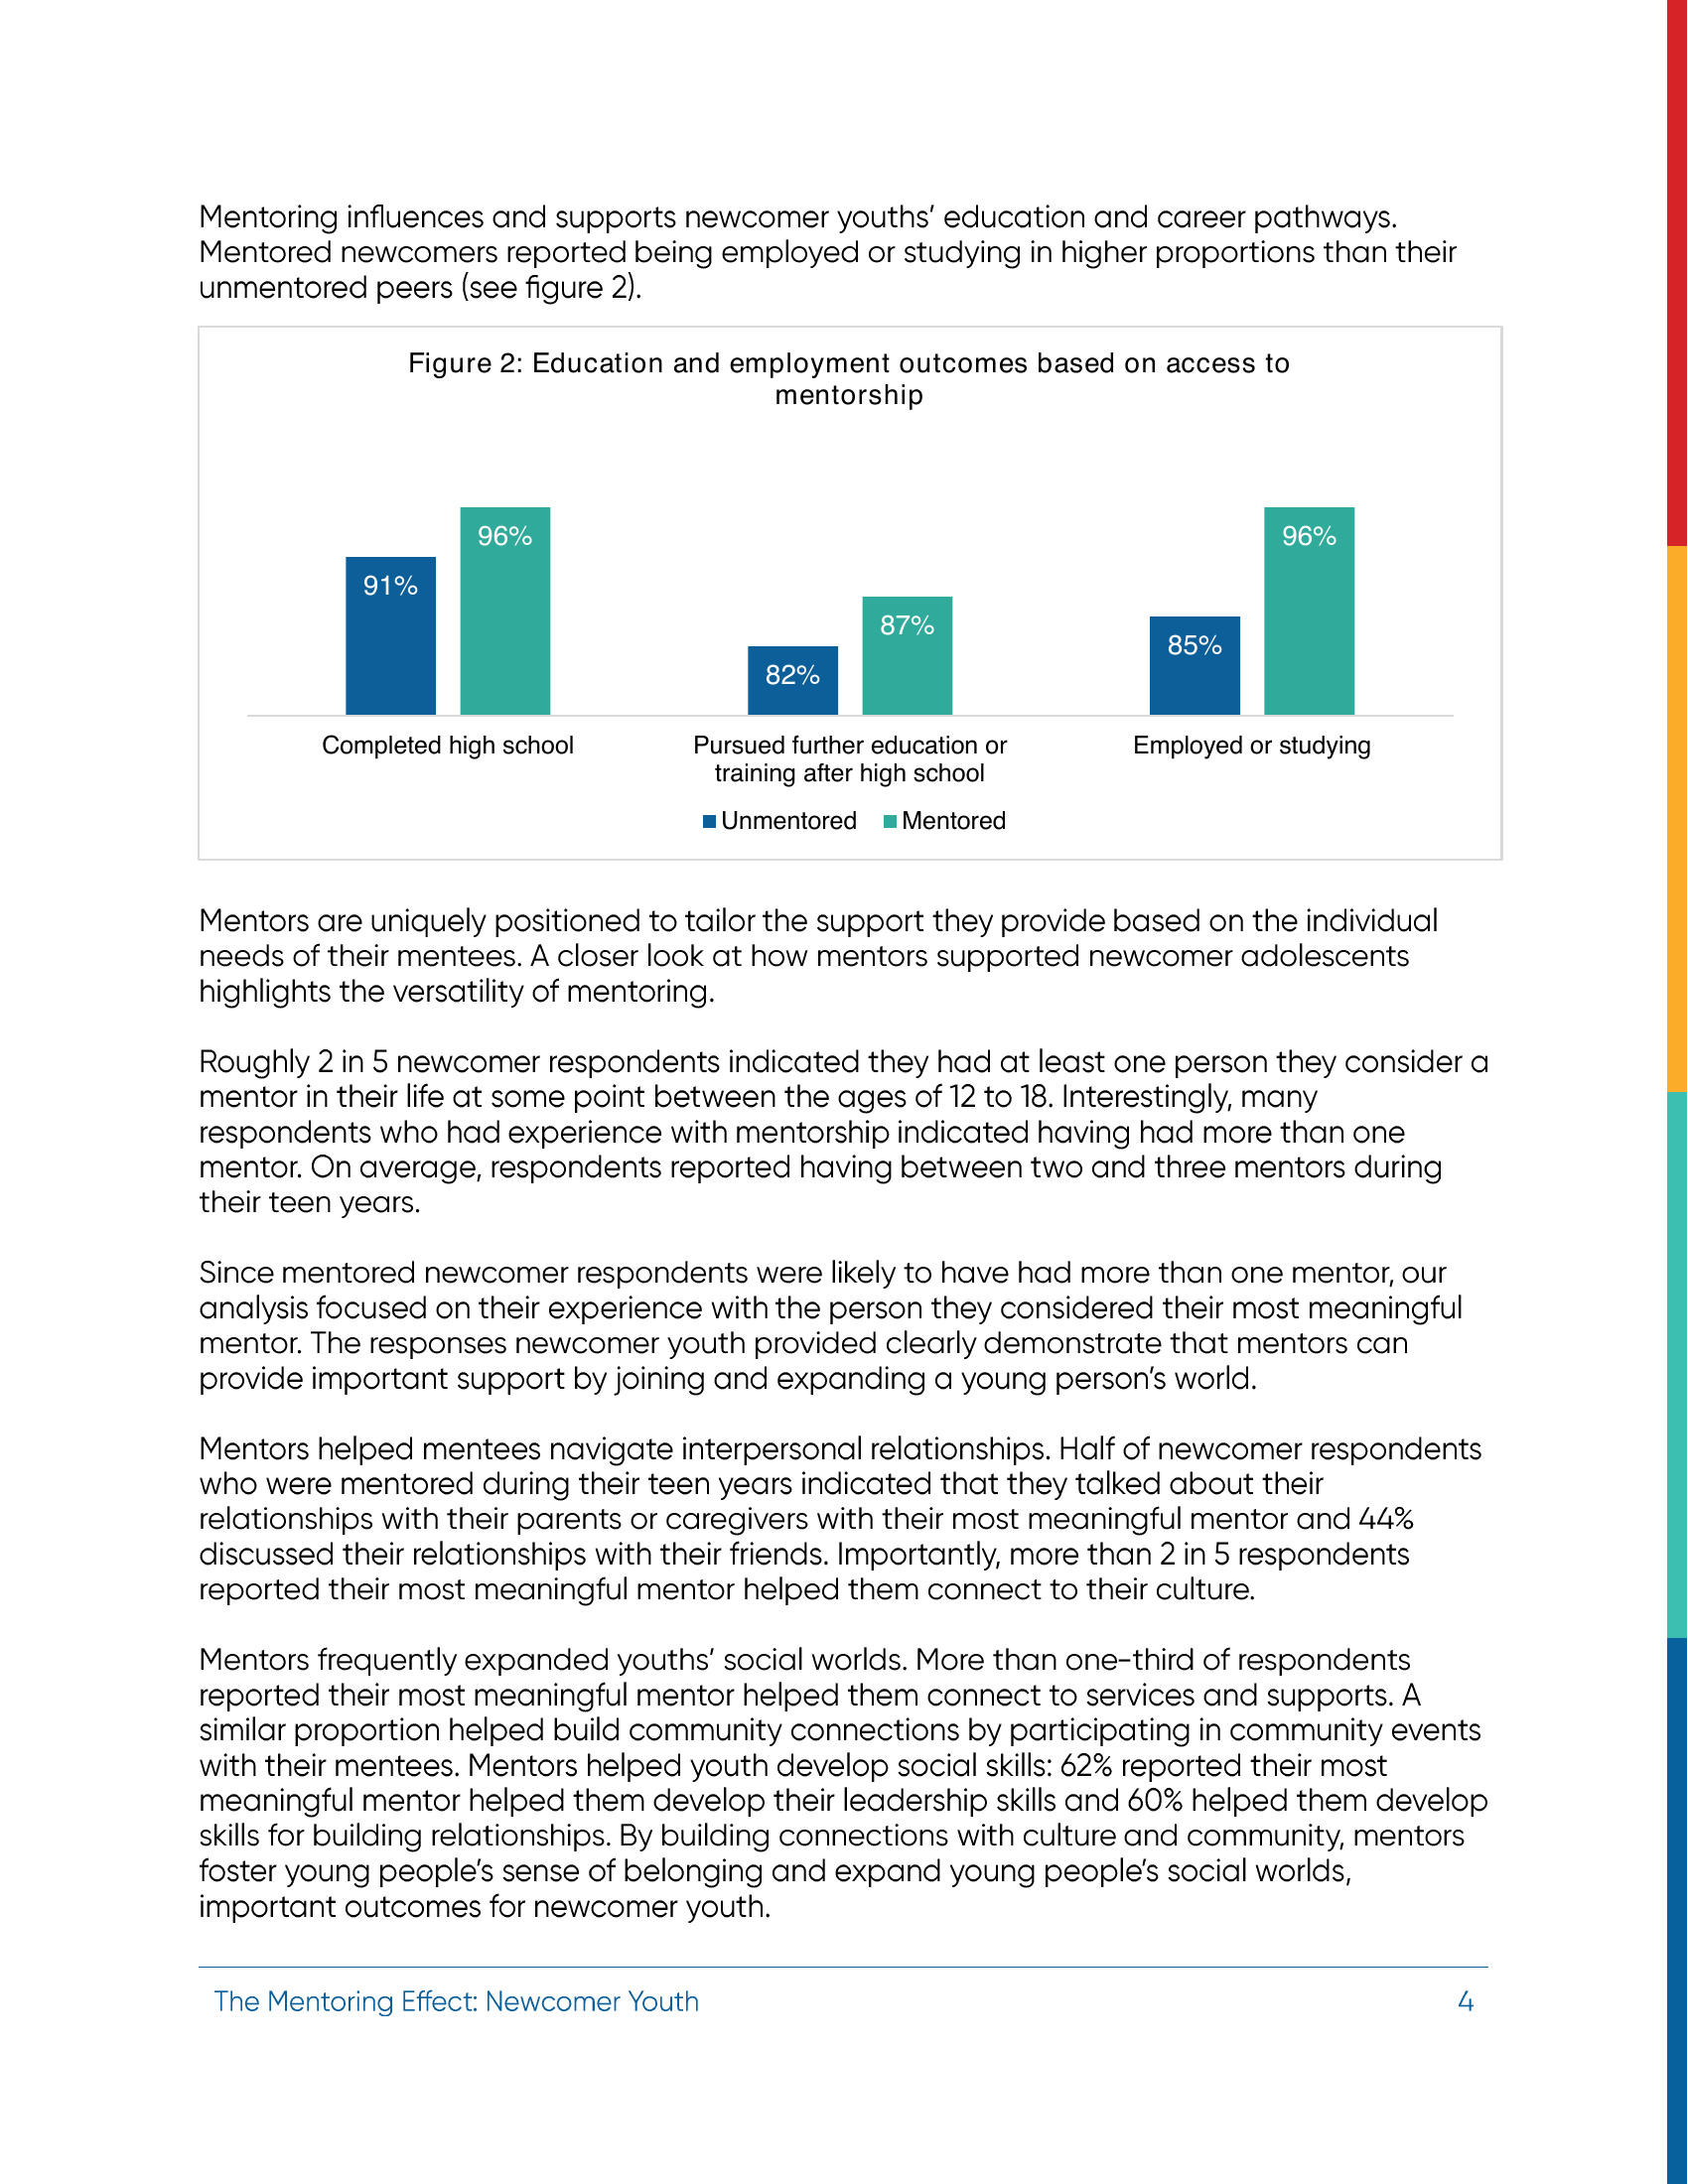 Mentoring influences and supports newcomer youths’ education and career pathways.
Mentored newcomers reported being employed or studying in higher proportions than their
unmentored peers (see figure 2).
Figure 2: Education and employment outcomes based on access to
mentorship
91%
96%
82%
87%
85%
96%
Completed high school
Pursued further education or
training after high school
Employed or studying
Unmentored
Mentored
Mentors are uniquely positioned to tailor the support they provide based on the individual
needs of their mentees. A closer look at how mentors supported newcomer adolescents
highlights the versatility of mentoring.
Roughly 2 in 5 newcomer respondents indicated they had at least one person they consider a
mentor in their life at some point between the ages of 12 to 18. Interestingly, many
respondents who had experience with mentorship indicated having had more than one
mentor. On average, respondents reported having between two and three mentors during
their teen years.
Since mentored newcomer respondents were likely to have had more than one mentor, our
analysis focused on their experience with the person they considered their most meaningful
mentor. The responses newcomer youth provided clearly demonstrate that mentors can
provide important support by joining and expanding a young person’s world.
Mentors helped mentees navigate interpersonal relationships. Half of newcomer respondents
who were mentored during their teen years indicated that they talked about their
relationships with their parents or caregivers with their most meaningful mentor and 44%
discussed their relationships with their friends. Importantly, more than 2 in 5 respondents
reported their most meaningful mentor helped them connect to their culture.
Mentors frequently expanded youths’ social worlds. More than one-third of respondents
reported their most meaningful mentor helped them connect to services and supports. A
similar proportion helped build community connections by participating in community events
with their mentees. Mentors helped youth develop social skills: 62% reported their most
meaningful mentor helped them develop their leadership skills and 60% helped them develop
skills for building relationships. By building connections with culture and community, mentors
foster young people’s sense of belonging and expand young people’s social worlds,
important outcomes for newcomer youth.
The Mentoring Effect: Newcomer Youth
4